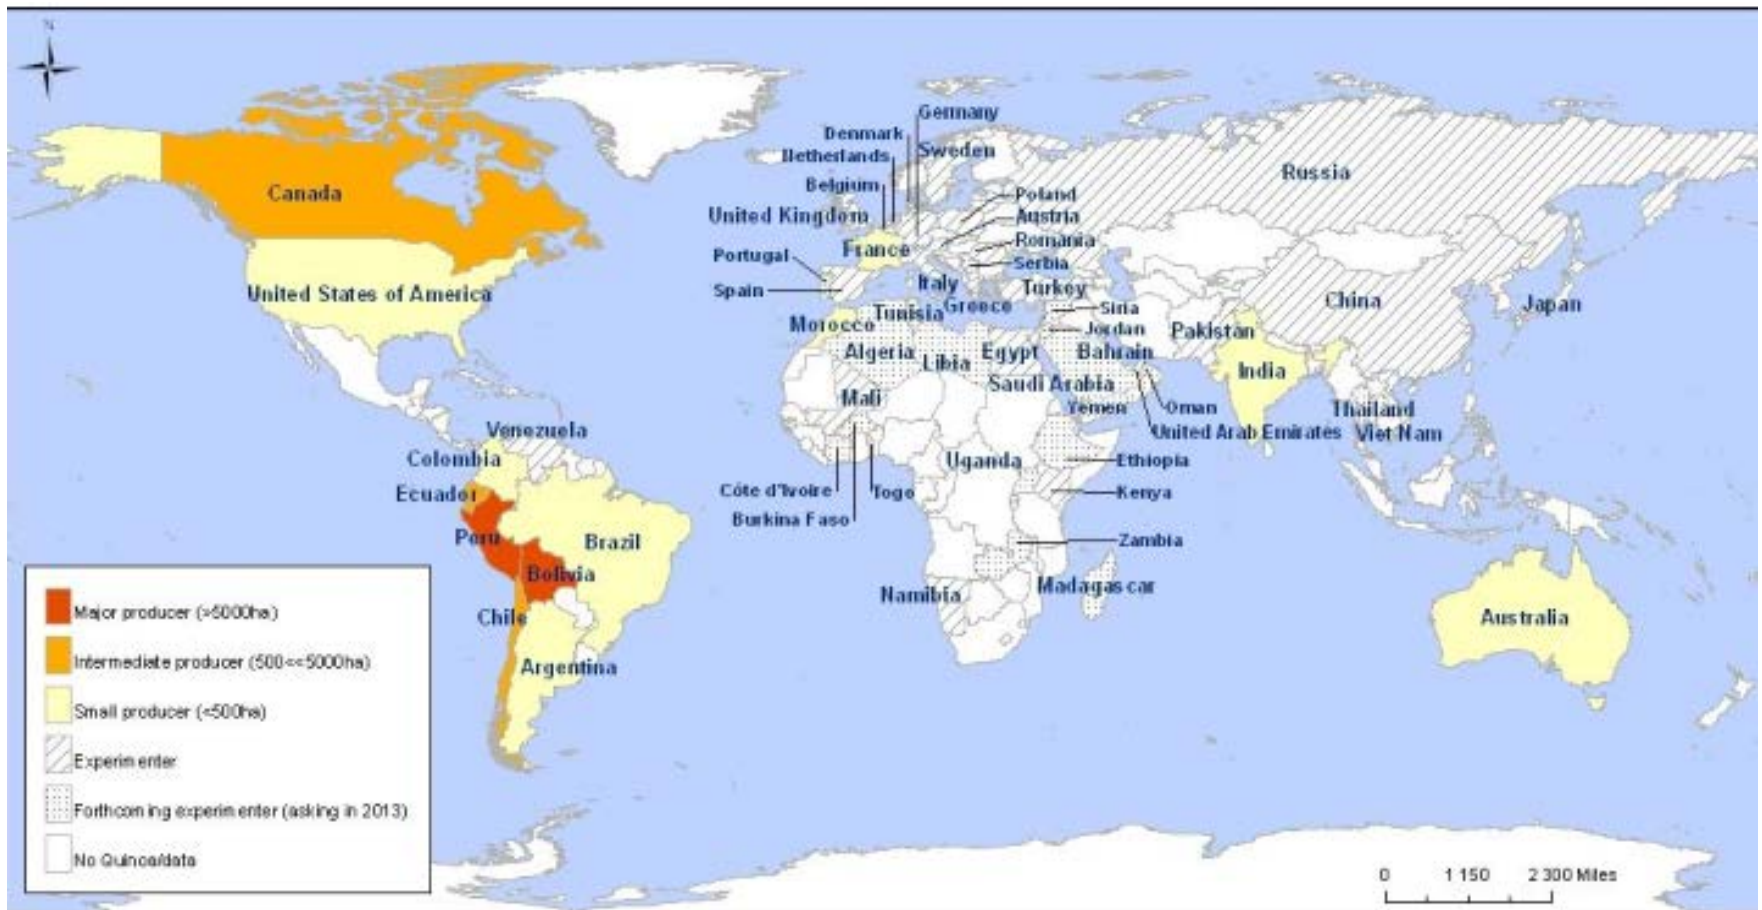 N
Germany
Denmark
Netherlands
Sweden
Russia
Canada
Belgium
Poland
United Kingdom
Austria
France
Romania
Portugal
Serbia
Spain
Italy
Turkey
United States of America
China
Japan
Tunisia
Greece
Siria
Morocco
Jordan
Pakistan
Algeria
Libia
Egypt
Bahrain
India
Saudi Arabia
Mali
Yemen
Oman
Thailand
Venezuela
United Arab Emirates
Viet Nam
Colombia
Uganda
Ethiopia
Ecuador
Côte d'Ivoire
Togo
Kenya
Burkina Faso
Peru
Brazil
Zambia
Bolivia
Namibia
Madagascar
Chile
Australia
Argentina
Major producer (>5000ha)
Intermediate producer (500<<5000ha)
Small producer (<500ha)
Experimenter
Forthcoming experimenter (asking in 2013)
No Quinoa/data
0 1 150 2 300 Miles